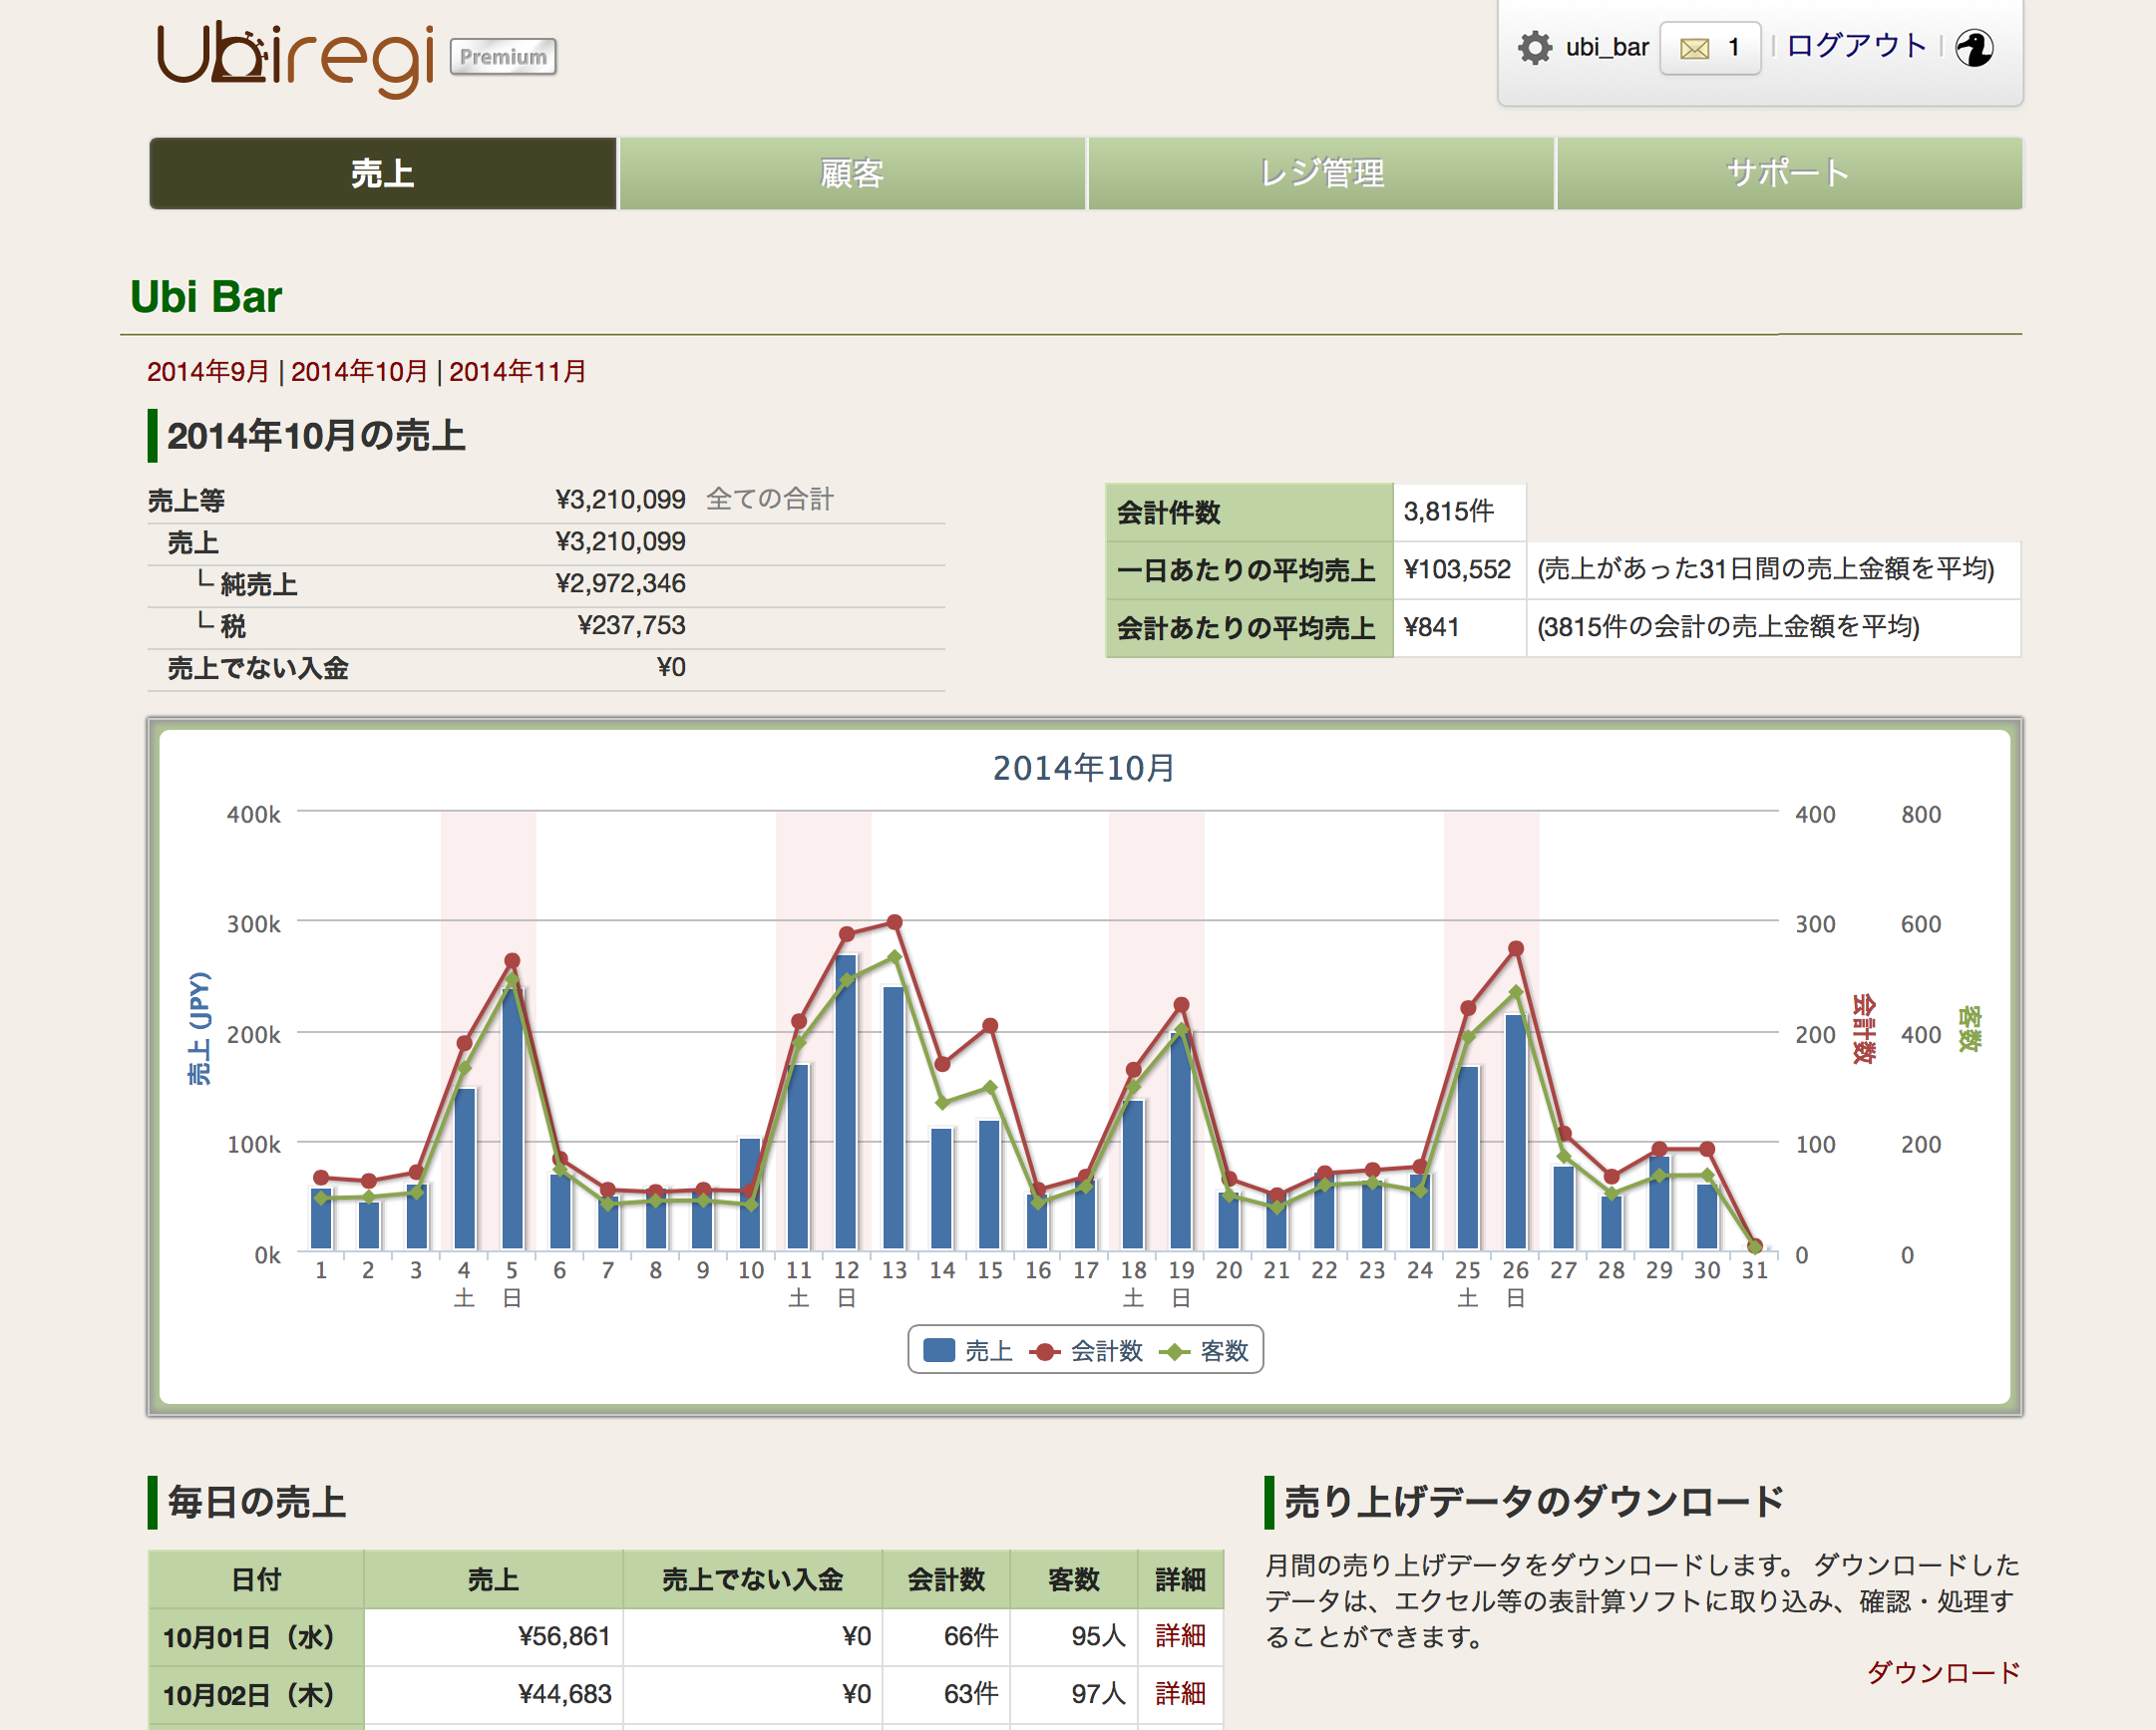 Ubiregi Premium
ubi_bar 1 | ログアウト |
売上 顧客 レジ管理 サポート
Ubi Bar
2014年9月 | 2014年10月 | 2014年11月
2014年10月の売上
売上等 ¥3,210,099 全ての合計
売上 ¥3,210,099
└ 純売上 ¥2,972,346
└ 税 ¥237,753
売上でない入金 ¥0
会計件数 3,815件
一日あたりの平均売上 ¥103,552 (売上があった31日間の売上金額を平均)
会計あたりの平均売上 ¥841 (3815件の会計の売上金額を平均)
2014年10月
400k 400 800
300k 300 600
200k 200 400
100k 100 200
0k 0 0
売上 (JPY)
会計数
客数
1 2 3 4 5 6 7 8 9 10 11 12 13 14 15 16 17 18 19 20 21 22 23 24 25 26 27 28 29 30 31
土 日 土 日 土 日 土 日
売上 会計数 客数
毎日の売上
日付 売上 売上でない入金 会計数 客数 詳細
10月01日（水） ¥56,861 ¥0 66件 95人 詳細
10月02日（木） ¥44,683 ¥0 63件 97人 詳細
売り上げデータのダウンロード
月間の売り上げデータをダウンロードします。 ダウンロードした
データは、エクセル等の表計算ソフトに取り込み、確認・処理す
ることができます。
ダウンロード